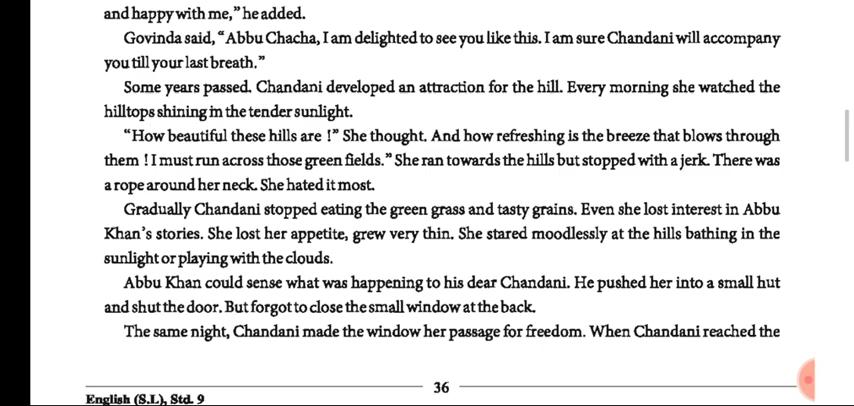 and happy with me," he added.
Govinda said, "Abbu Chacha, I am delighted to see you like this. I am sure Chandani will accompany
you till your last breath."
Some years passed. Chandani developed an attraction for the hill. Every morning she watched the
hilltops shining in the tender sunlight.
"How beautiful these hills are !" She thought. And how refreshing is the breeze that blows through
them ! I must run across those green fields." She ran towards the hills but stopped with a jerk. There was
a rope around her neck. She hated it most.
Gradually Chandani stopped eating the green grass and tasty grains. Even she lost interest in Abbu
Khan's stories. She lost her appetite, grew very thin. She stared moodlessly at the hills bathing in the
sunlight or playing with the clouds.
Abbu Khan could sense what was happening to his dear Chandani. He pushed her into a small hut
and shut the door. But forgot to close the small window at the back.
The same night, Chandani made the window her passage for freedom. When Chandani reached the
36
English (S.L), Std. 9